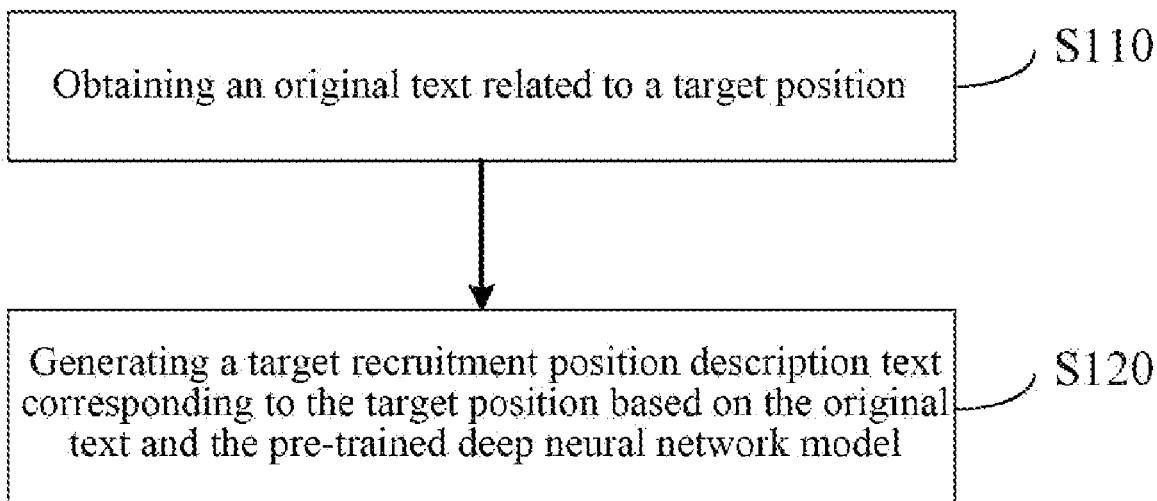 Obtaining an original text related to a target position
S110
Generating a target recruitment position description text
corresponding to the target position based on the original
text and the pre-trained deep neural network model
S120